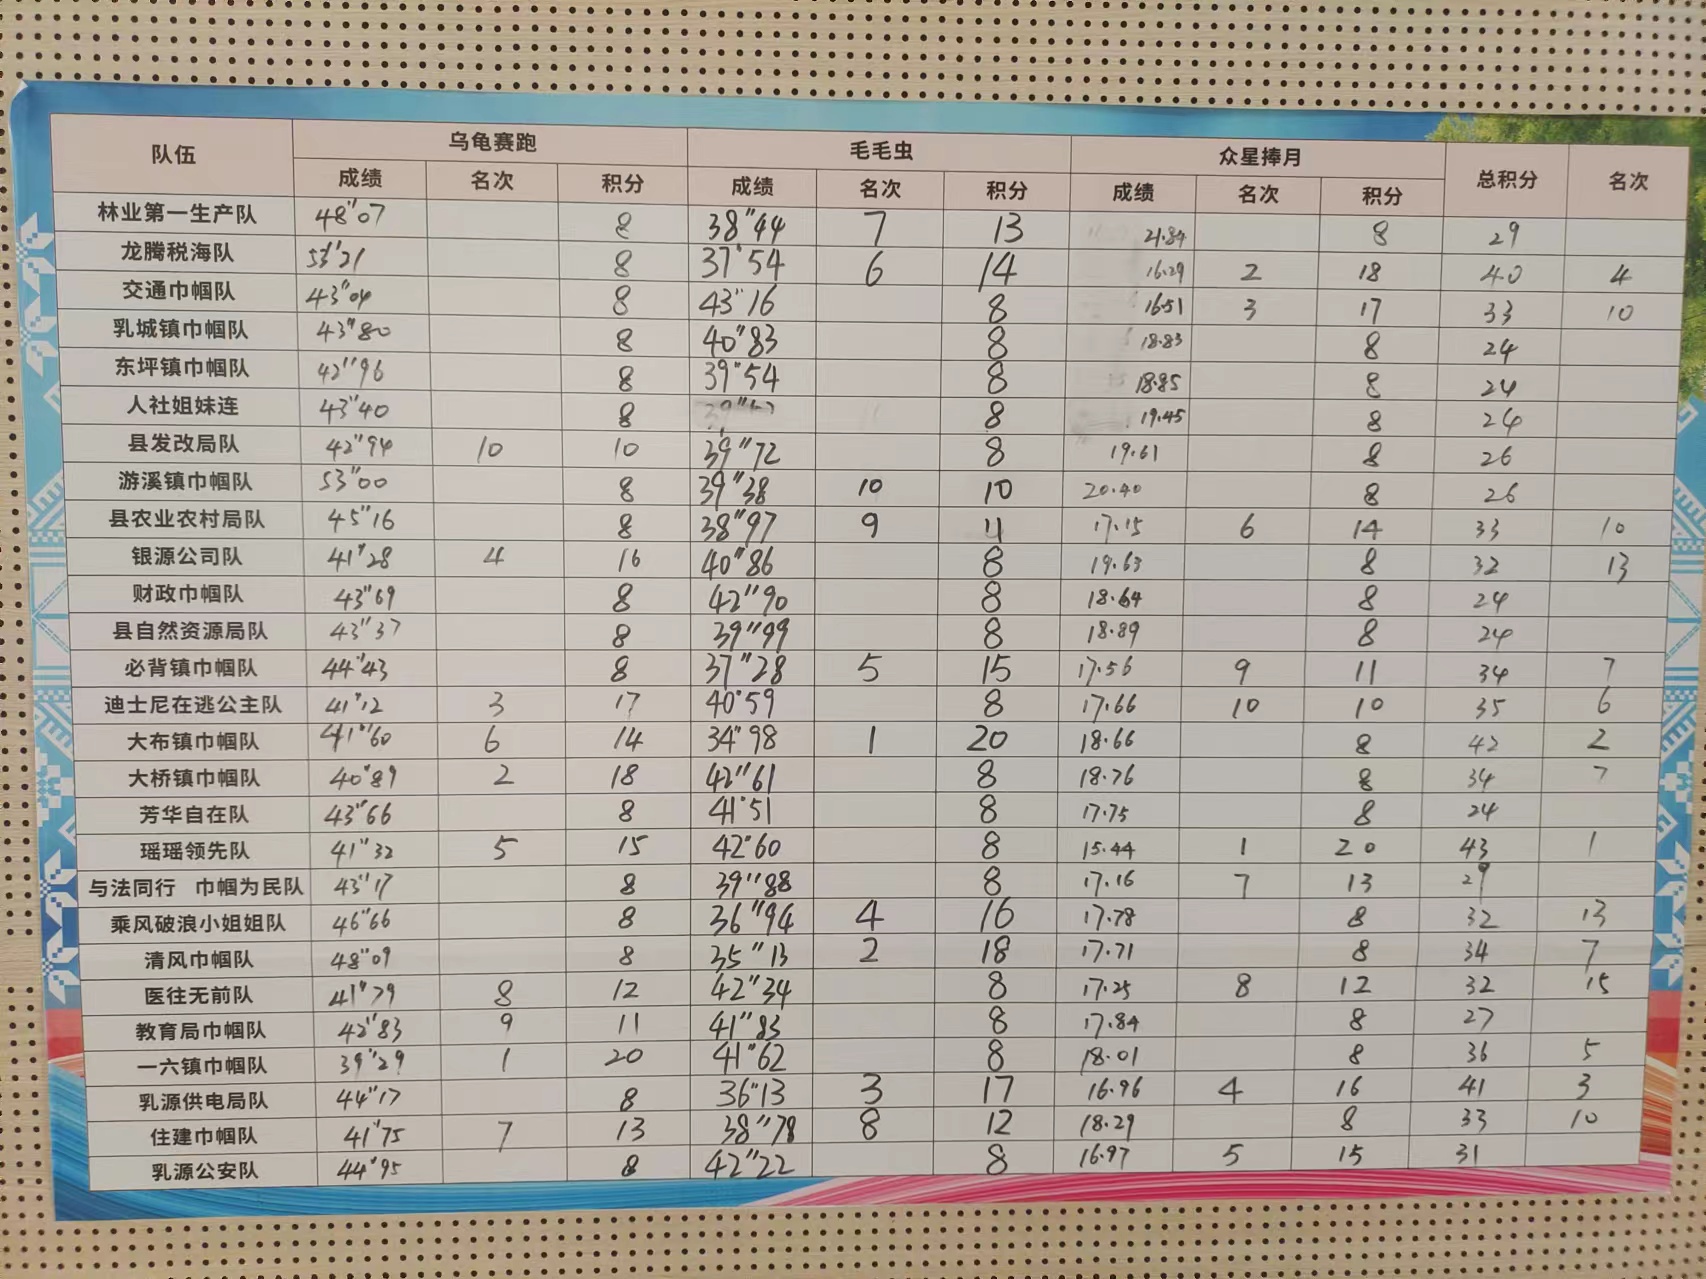 队伍 乌龟赛跑 毛毛虫 众星捧月 总积分 名次
成绩 名次 积分 成绩 名次 积分 成绩 名次 积分
林业第一生产队 48"07 8 38"44 7 13 21.84 8 29
龙腾税海队 53"21 8 37"54 6 14 16.29 2 18 40 4
交通巾帼队 43"04 8 43"16 8 16.51 3 17 33 10
乳城镇巾帼队 43"80 8 40"83 8 18.83 8 24
东坪镇巾帼队 42"96 8 39"54 8 18.85 8 24
人社姐妹连 43"40 8 8 19.45 8 24
县发改局队 42"94 10 10 39"72 8 19.61 8 26
游溪镇巾帼队 53"00 8 39"38 10 10 20.40 8 26
县农业农村局队 45"16 8 38"97 9 11 17.15 6 14 33 10
银源公司队 41"28 4 16 40"86 8 19.63 8 32 13
财政巾帼队 43"69 8 42"90 8 18.64 8 24
县自然资源局队 43"37 8 39"99 8 18.89 8 24
必背镇巾帼队 44"43 8 37"28 5 15 17.56 9 11 34 7
迪士尼在逃公主队 41"12 3 17 40"59 8 17.66 10 10 35 6
大布镇巾帼队 41"60 6 14 34"98 1 20 18.66 8 42 2
大桥镇巾帼队 40"89 2 18 42"61 8 18.76 8 34 7
芳华自在队 43"66 8 41"51 8 17.75 8 24
瑶瑶领先队 41"32 5 15 42"60 8 15.44 1 20 43 1
与法同行 巾帼为民队 43"17 8 39"88 8 17.16 7 13 29
乘风破浪小姐姐队 46"66 8 36"94 4 16 17.78 8 32 13
清风巾帼队 48"09 8 35"13 2 18 17.71 8 34 7
医往无前队 41"79 8 12 42"34 8 17.25 8 12 32 15
教育局巾帼队 42"83 9 11 41"83 8 17.84 8 27
一六镇巾帼队 39"29 1 20 41"62 8 18.01 8 36 5
乳源供电局队 44"17 8 36"13 3 17 16.96 4 16 41 3
住建巾帼队 41"75 7 13 38"78 8 12 18.29 8 33 10
乳源公安队 44"95 8 42"22 8 16.97 5 15 31